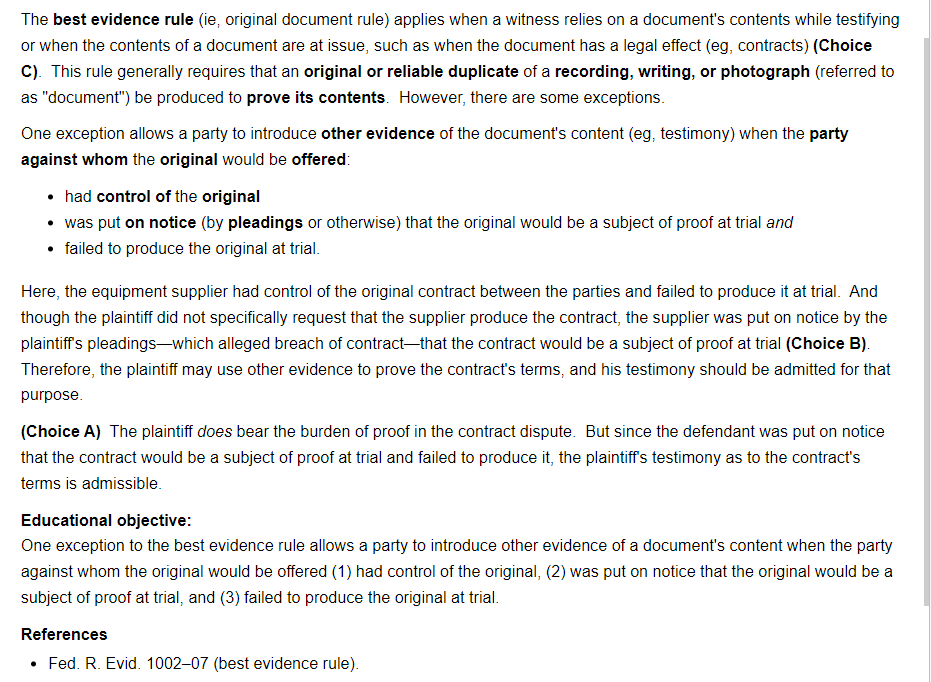 The best evidence rule (ie, original document rule) applies when a witness relies on a document's contents while testifying
or when the contents of a document are at issue, such as when the document has a legal effect (eg, contracts) (Choice
C).  This rule generally requires that an original or reliable duplicate of a recording, writing, or photograph (referred to
as "document") be produced to prove its contents.  However, there are some exceptions.
One exception allows a party to introduce other evidence of the document's content (eg, testimony) when the party
against whom the original would be offered:
• had control of the original
• was put on notice (by pleadings or otherwise) that the original would be a subject of proof at trial and
• failed to produce the original at trial.
Here, the equipment supplier had control of the original contract between the parties and failed to produce it at trial.  And
though the plaintiff did not specifically request that the supplier produce the contract, the supplier was put on notice by the
plaintiff's pleadings—which alleged breach of contract—that the contract would be a subject of proof at trial (Choice B).
Therefore, the plaintiff may use other evidence to prove the contract's terms, and his testimony should be admitted for that
purpose.
(Choice A)  The plaintiff does bear the burden of proof in the contract dispute.  But since the defendant was put on notice
that the contract would be a subject of proof at trial and failed to produce it, the plaintiff's testimony as to the contract's
terms is admissible.
Educational objective:
One exception to the best evidence rule allows a party to introduce other evidence of a document's content when the party
against whom the original would be offered (1) had control of the original, (2) was put on notice that the original would be a
subject of proof at trial, and (3) failed to produce the original at trial.
References
• Fed. R. Evid. 1002–07 (best evidence rule).